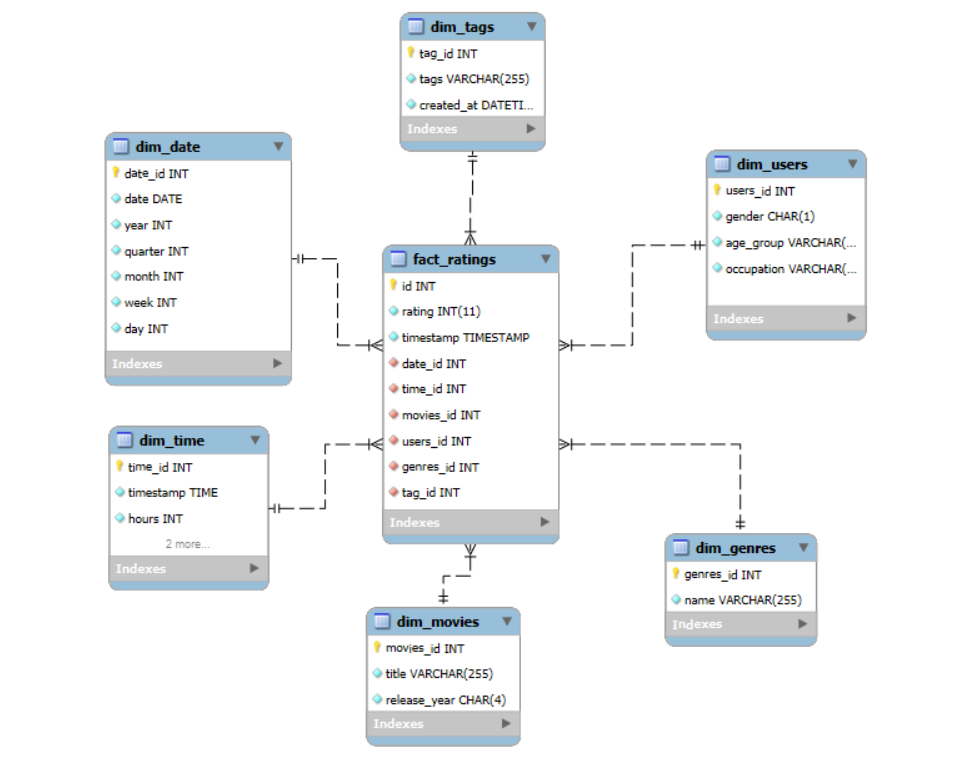 dim_tags
tag_id INT
tags VARCHAR(255)
created_at DATETI...
Indexes
dim_date
date_id INT
date DATE
year INT
quarter INT
month INT
week INT
day INT
Indexes
dim_users
users_id INT
gender CHAR(1)
age_group VARCHAR(...
occupation VARCHAR(...
Indexes
fact_ratings
id INT
rating INT(11)
timestamp TIMESTAMP
date_id INT
time_id INT
movies_id INT
users_id INT
genres_id INT
tag_id INT
Indexes
dim_time
time_id INT
timestamp TIME
hours INT
2 more...
Indexes
dim_genres
genres_id INT
name VARCHAR(255)
Indexes
dim_movies
movies_id INT
title VARCHAR(255)
release_year CHAR(4)
Indexes